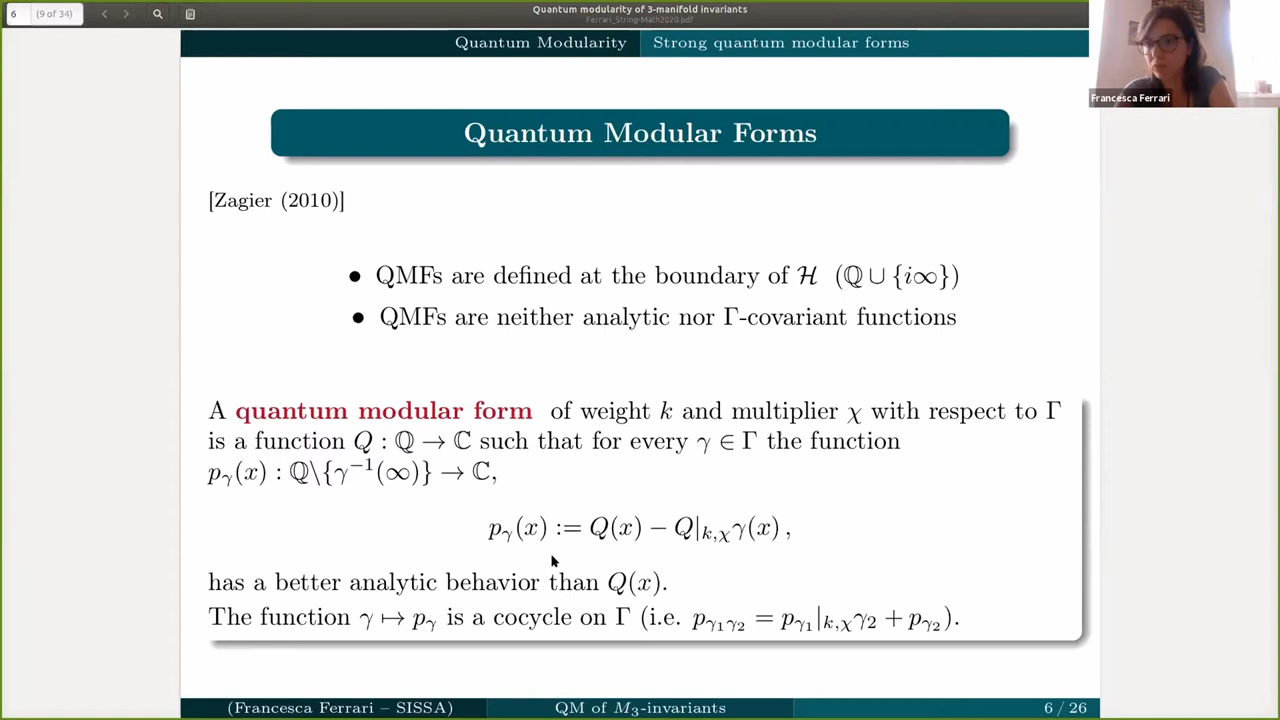 6 (9 of 34)
Quantum modularity of 3-manifold invariants
Ferrari_String-Math2020.pdf
Quantum Modularity Strong quantum modular forms
Francesca Ferrari
Quantum Modular Forms
[Zagier (2010)]
• QMFs are defined at the boundary of ℋ (ℚ ∪ {i∞})
• QMFs are neither analytic nor Γ-covariant functions
A quantum modular form of weight k and multiplier χ with respect to Γ
is a function Q : ℚ → ℂ such that for every γ ∈ Γ the function
p_γ(x) : ℚ\{γ⁻¹(∞)} → ℂ,
p_γ(x) := Q(x) − Q|_{k,χ}γ(x) ,
has a better analytic behavior than Q(x).
The function γ ↦ p_γ is a cocycle on Γ (i.e. p_{γ₁γ₂} = p_{γ₁}|_{k,χ}γ₂ + p_{γ₂}).
(Francesca Ferrari – SISSA) QM of M₃-invariants 6 / 26